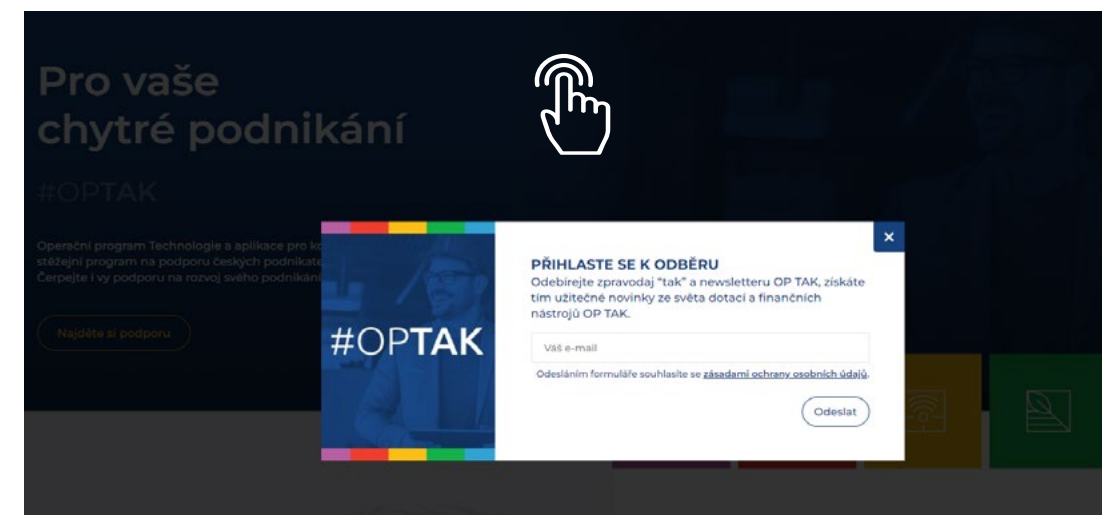 Pro vaše
chytré podnikání
#OPTAK
Operační program Technologie a aplikace pro
stěžejní program na podporu českých
Čerpejte i vy podporu na rozvoj svého podnikání
Najděte si podporu
#OPTAK
PŘIHLASTE SE K ODBĚRU
Odebírejte zpravodaj "tak" a newsletteru OP TAK, získáte
tím užitečné novinky ze světa dotací a finančních
nástrojů OP TAK.
Váš e-mail
Odesláním formuláře souhlasíte se zásadami ochrany osobních údajů.
Odeslat